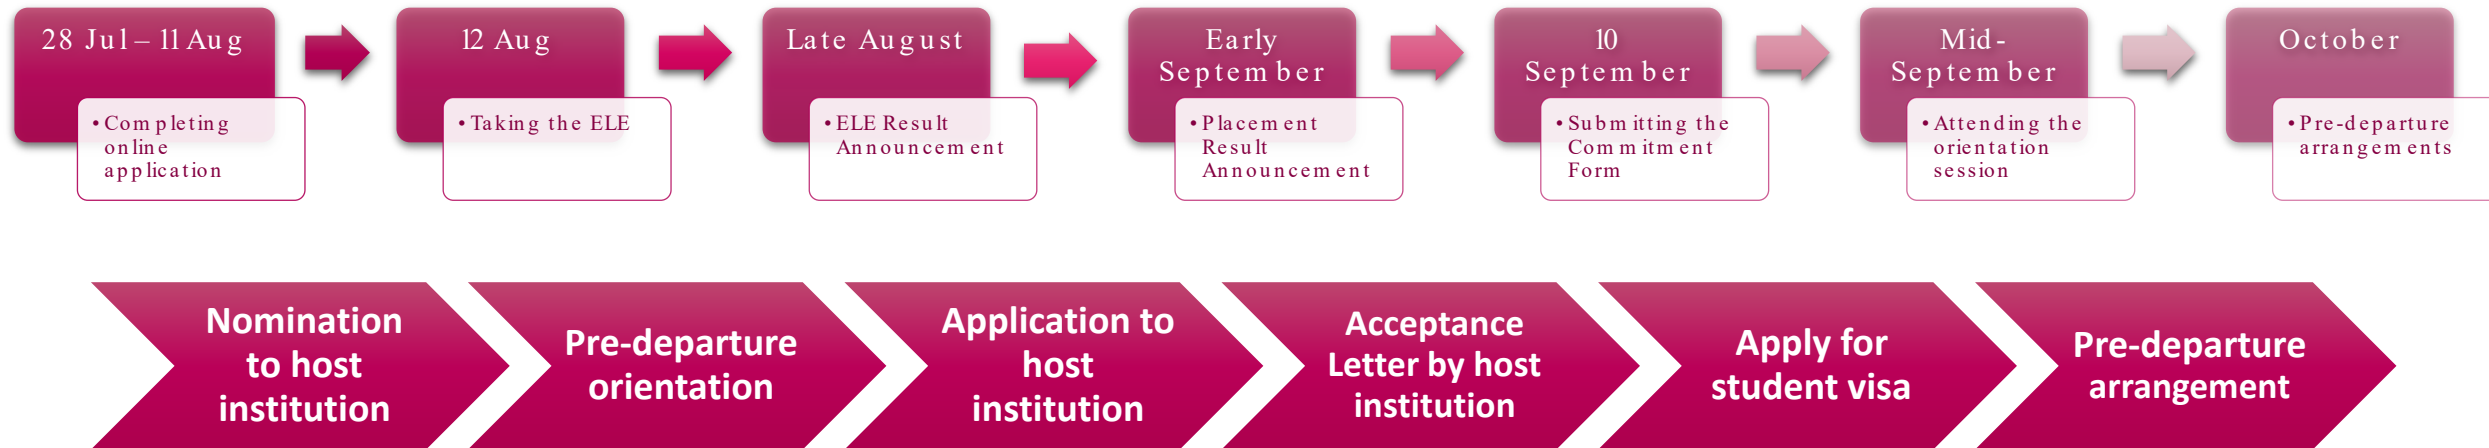 28 Jul – 11 Aug
• Completing
online
application
12 Aug
• Taking the ELE
Late August
• ELE Result
Announcement
Early
September
• Placement
Result
Announcement
10
September
• Submitting the
Commitment
Form
Mid-
September
• Attending the
orientation
session
October
• Pre-departure
arrangements
Nomination
to host
institution
Pre-departure
orientation
Application to
host
institution
Acceptance
Letter by host
institution
Apply for
student visa
Pre-departure
arrangement